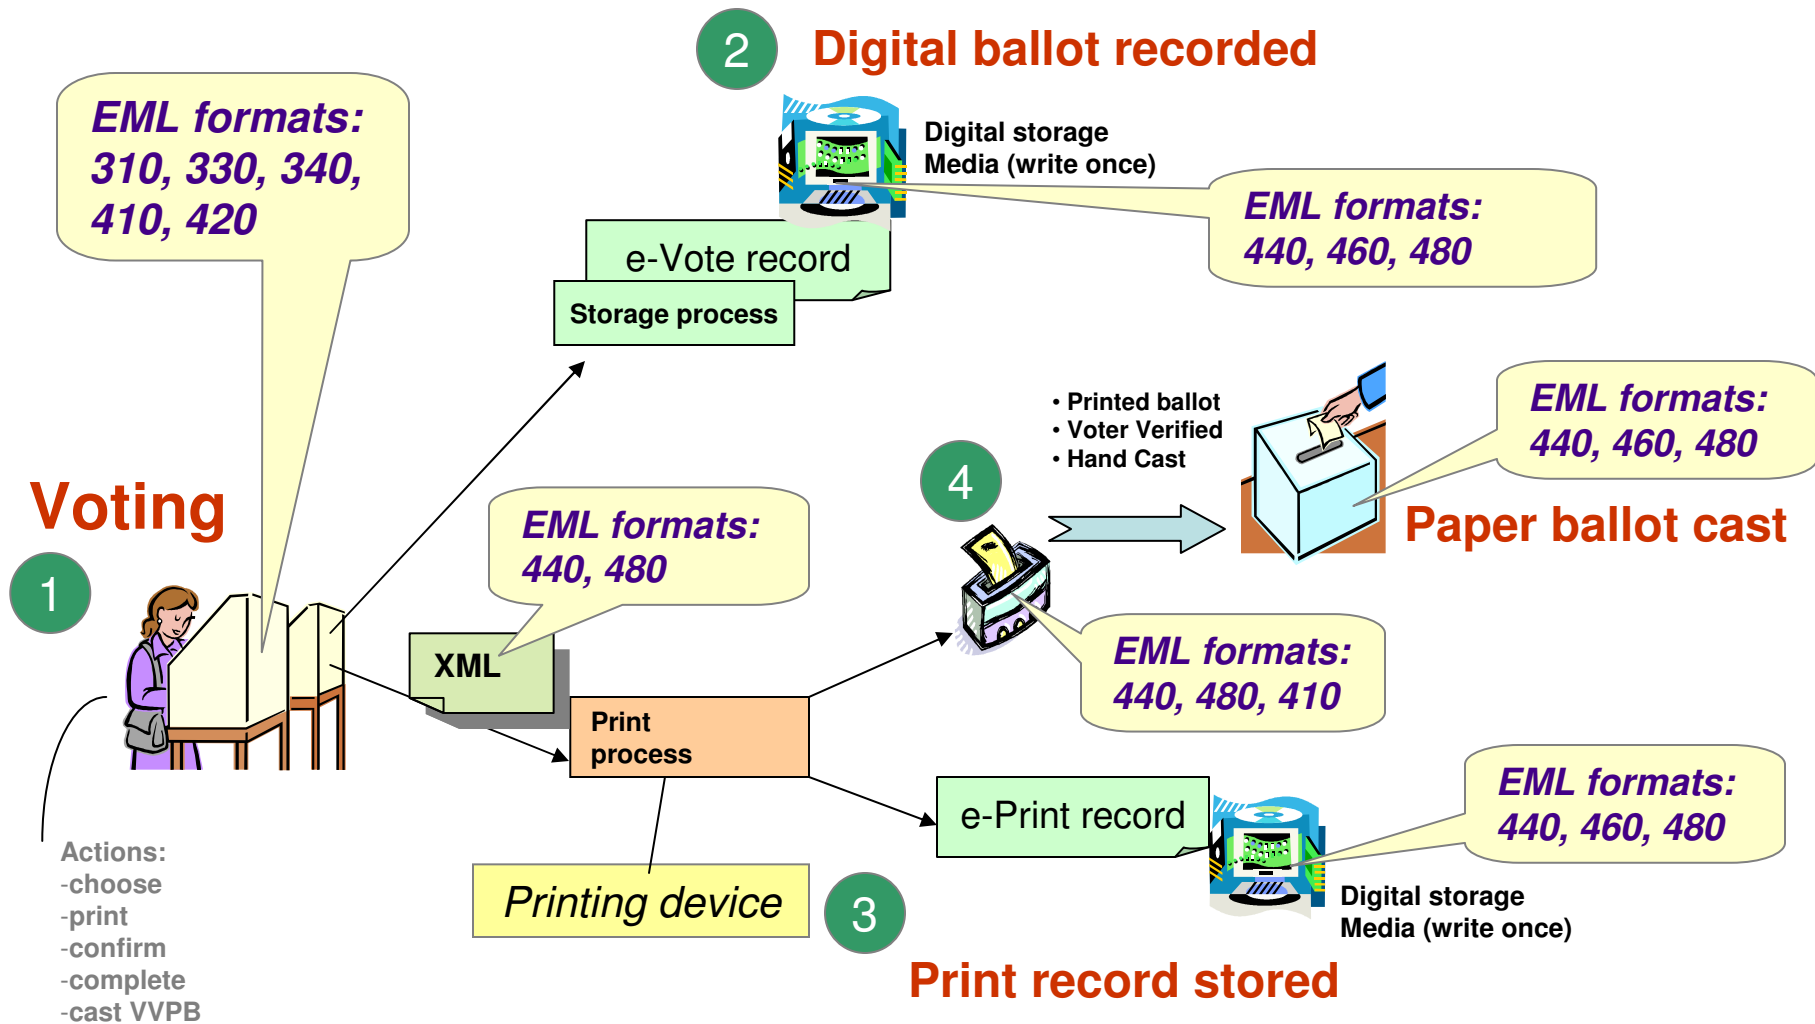 2
Digital ballot recorded
EML formats:
310, 330, 340,
410, 420
Digital storage
Media (write once)
EML formats:
440, 460, 480
e-Vote record
Storage process
• Printed ballot
• Voter Verified
• Hand Cast
EML formats:
440, 460, 480
4
Voting
EML formats:
440, 480
Paper ballot cast
1
XML
EML formats:
440, 480, 410
Print
process
EML formats:
440, 460, 480
e-Print record
Actions:
-choose
-print
-confirm
-complete
-cast VVPB
Printing device
3
Digital storage
Media (write once)
Print record stored